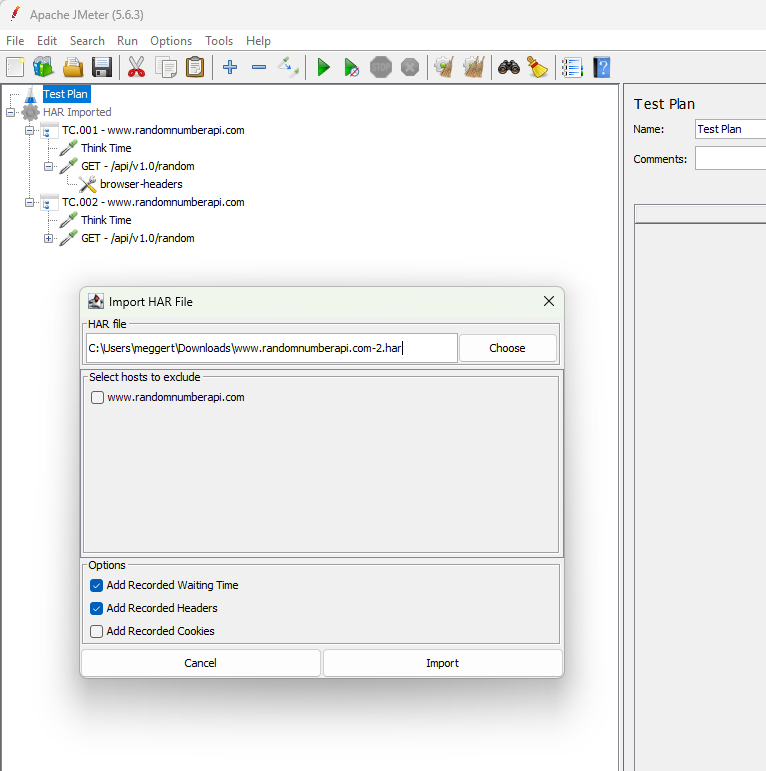 Apache JMeter (5.6.3)
File Edit Search Run Options Tools Help
STOP
?
Test Plan
HAR Imported
TC.001 - www.randomnumberapi.com
Think Time
GET - /api/v1.0/random
browser-headers
TC.002 - www.randomnumberapi.com
Think Time
GET - /api/v1.0/random
Test Plan
Name: Test Plan
Comments:
Import HAR File
HAR file
C:\Users\meggert\Downloads\www.randomnumberapi.com-2.har
Choose
Select hosts to exclude
www.randomnumberapi.com
Options
Add Recorded Waiting Time
Add Recorded Headers
Add Recorded Cookies
Cancel Import